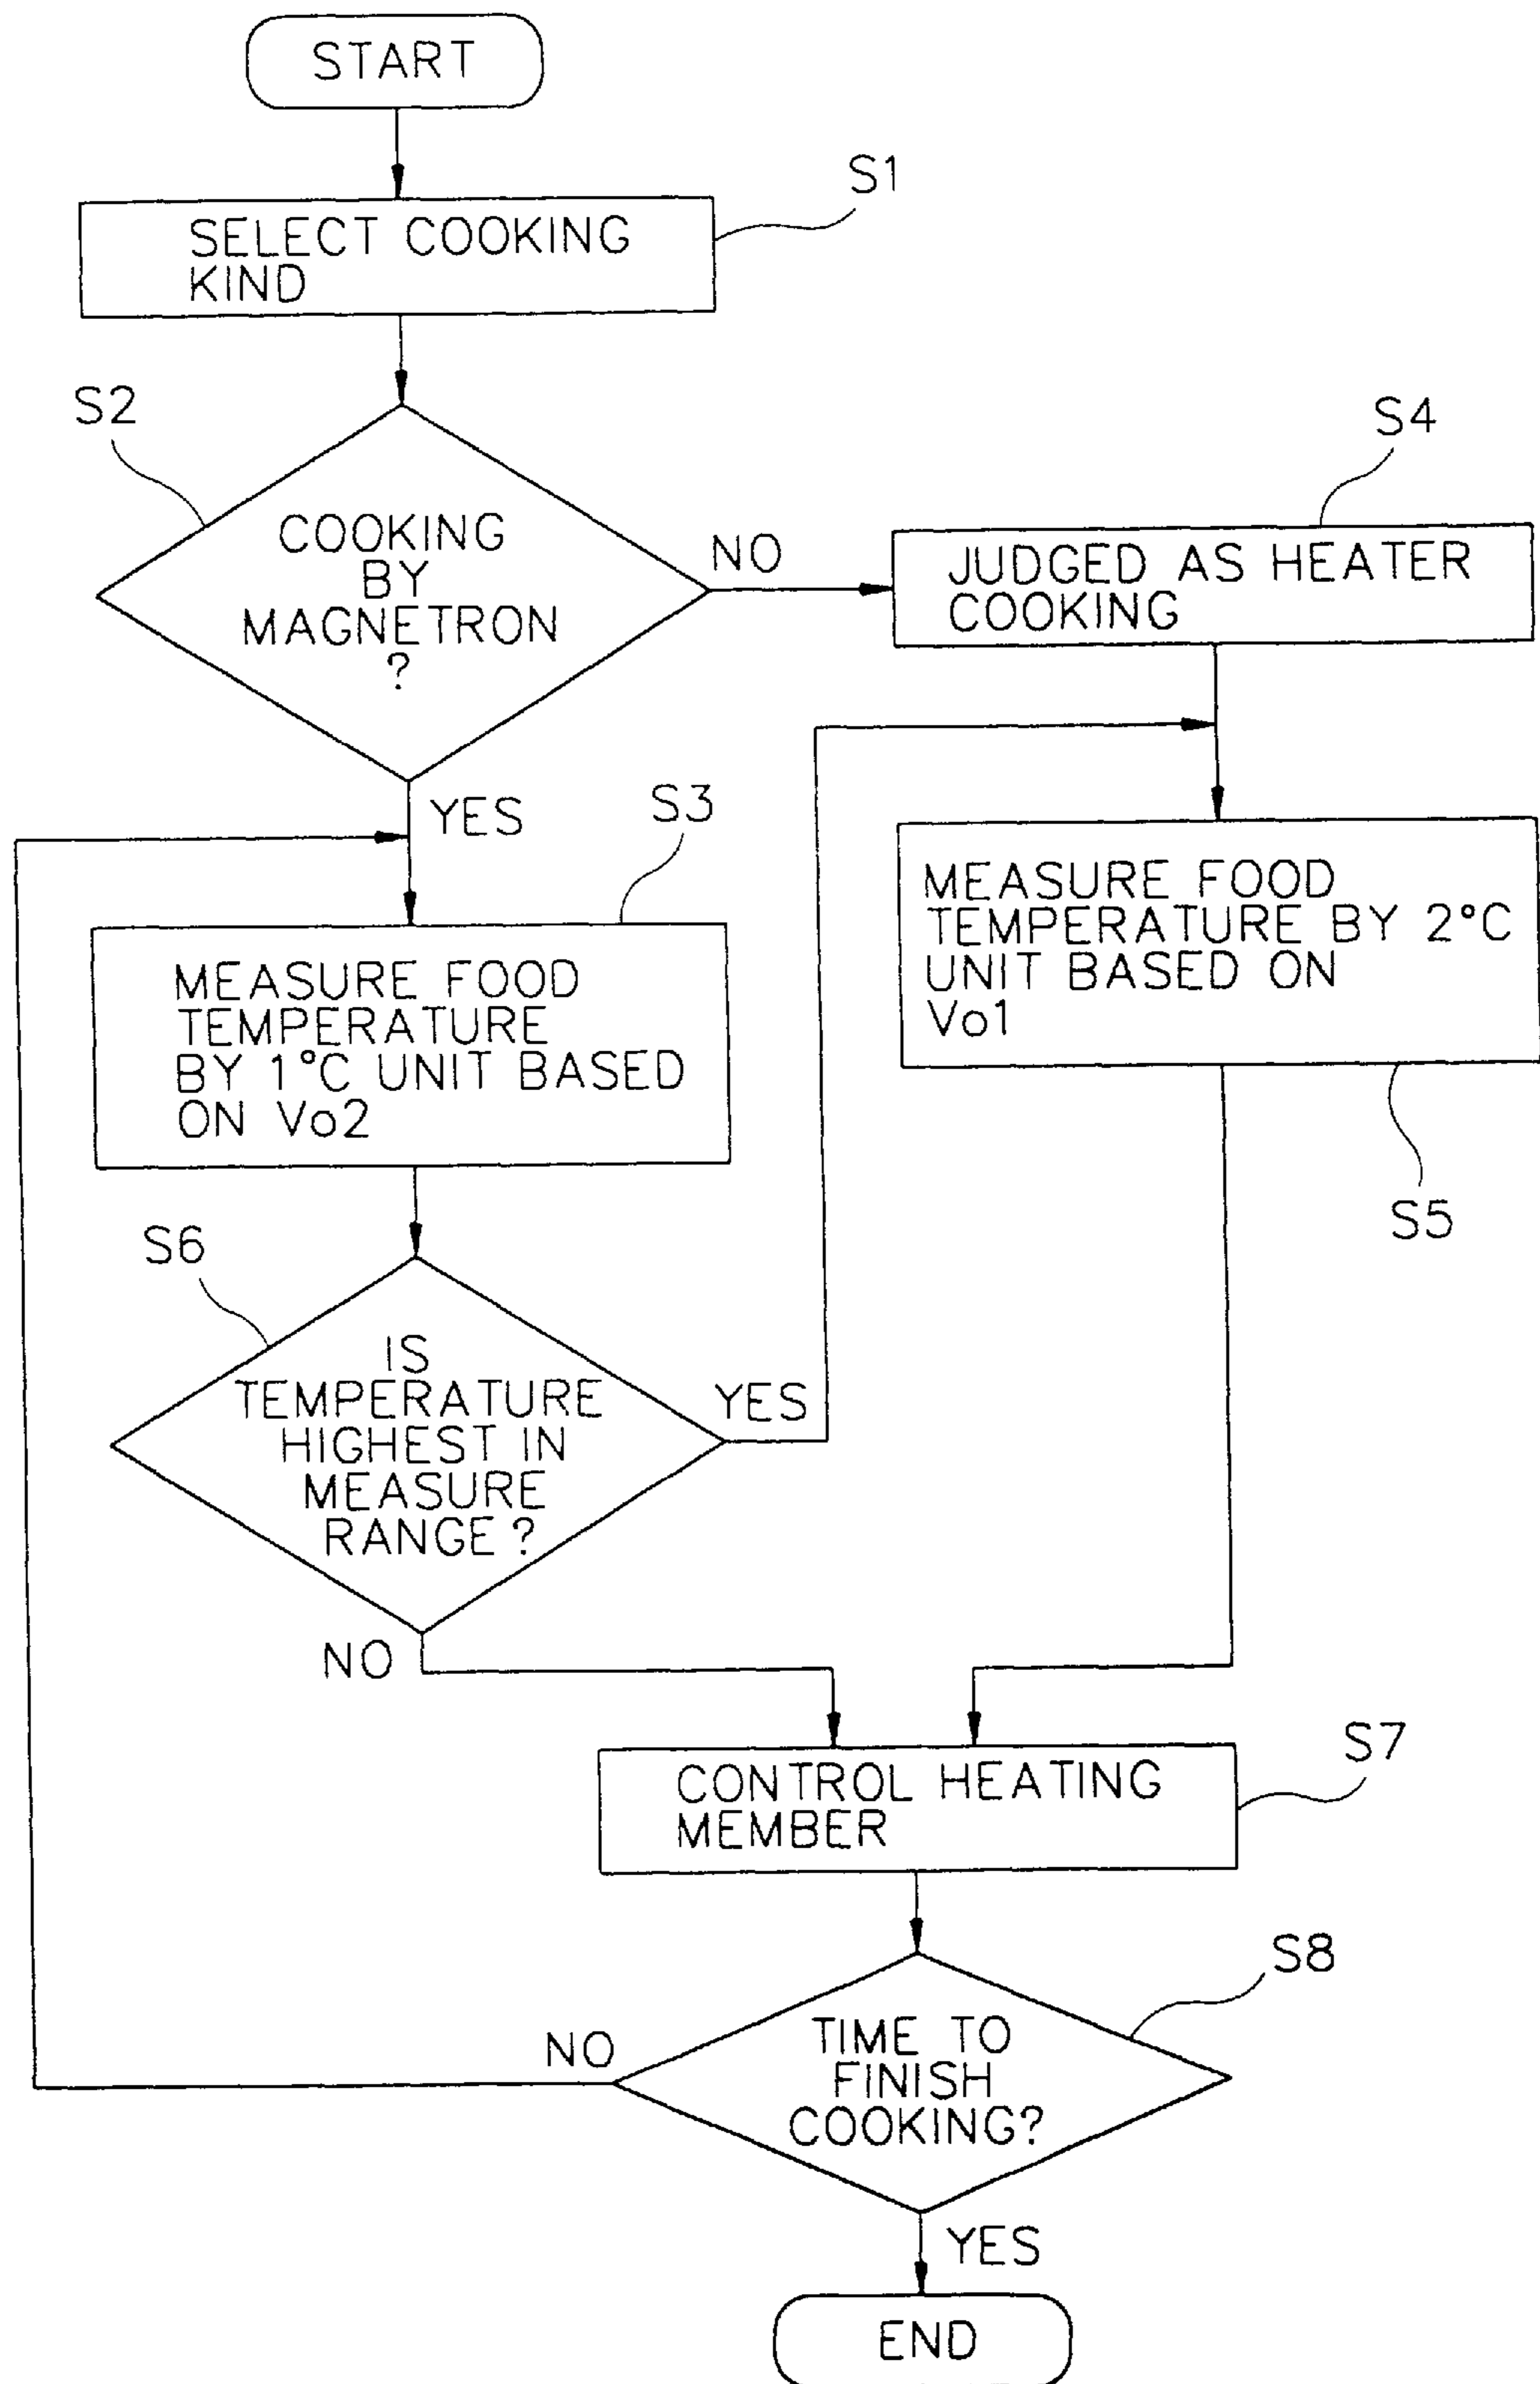 START
S1
SELECT COOKING
KIND
S2
COOKING
BY
MAGNETRON
?
NO
S4
JUDGED AS HEATER
COOKING
YES
S3
MEASURE FOOD
TEMPERATURE
BY 1°C UNIT BASED
ON Vo2
MEASURE FOOD
TEMPERATURE BY 2°C
UNIT BASED ON
Vo1
S5
S6
IS
TEMPERATURE
HIGHEST IN
MEASURE
RANGE?
YES
NO
S7
CONTROL HEATING
MEMBER
S8
TIME TO
FINISH
COOKING?
NO
YES
END